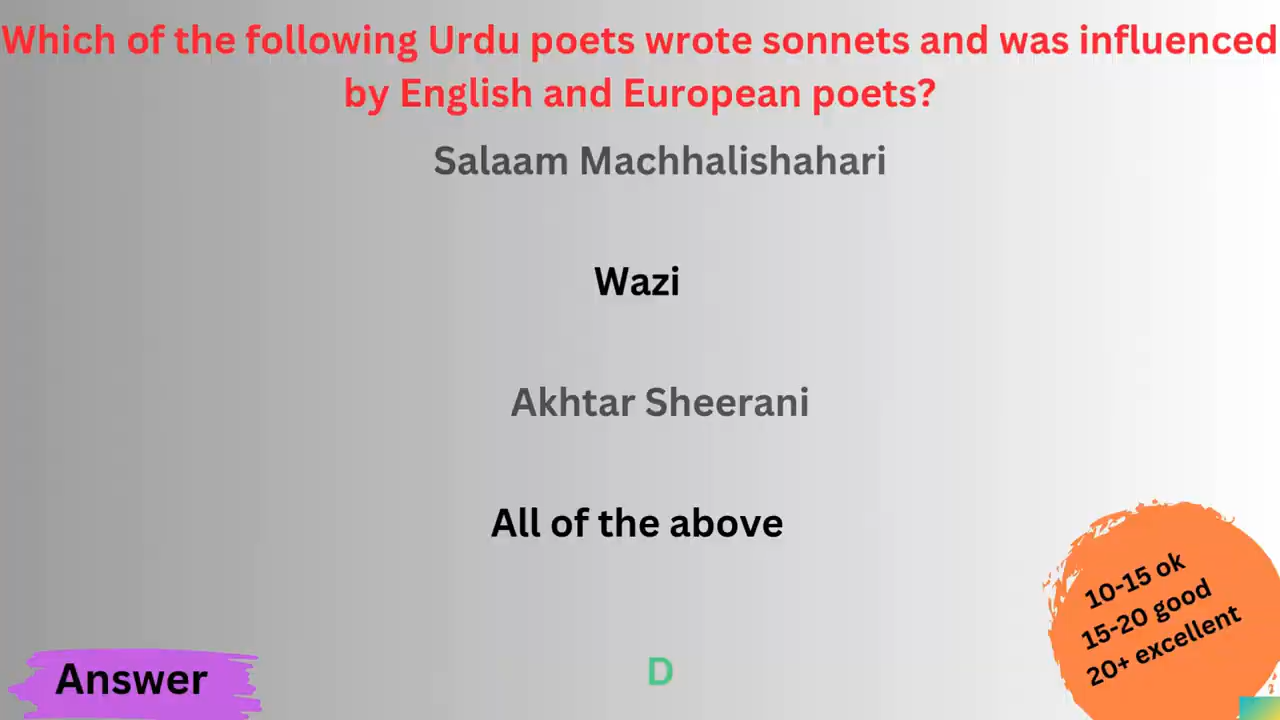 Which of the following Urdu poets wrote sonnets and was influenced
by English and European poets?
Salaam Machhalishahari
Wazi
Akhtar Sheerani
All of the above
10-15 ok
15-20 good
20+ excellent
Answer
D